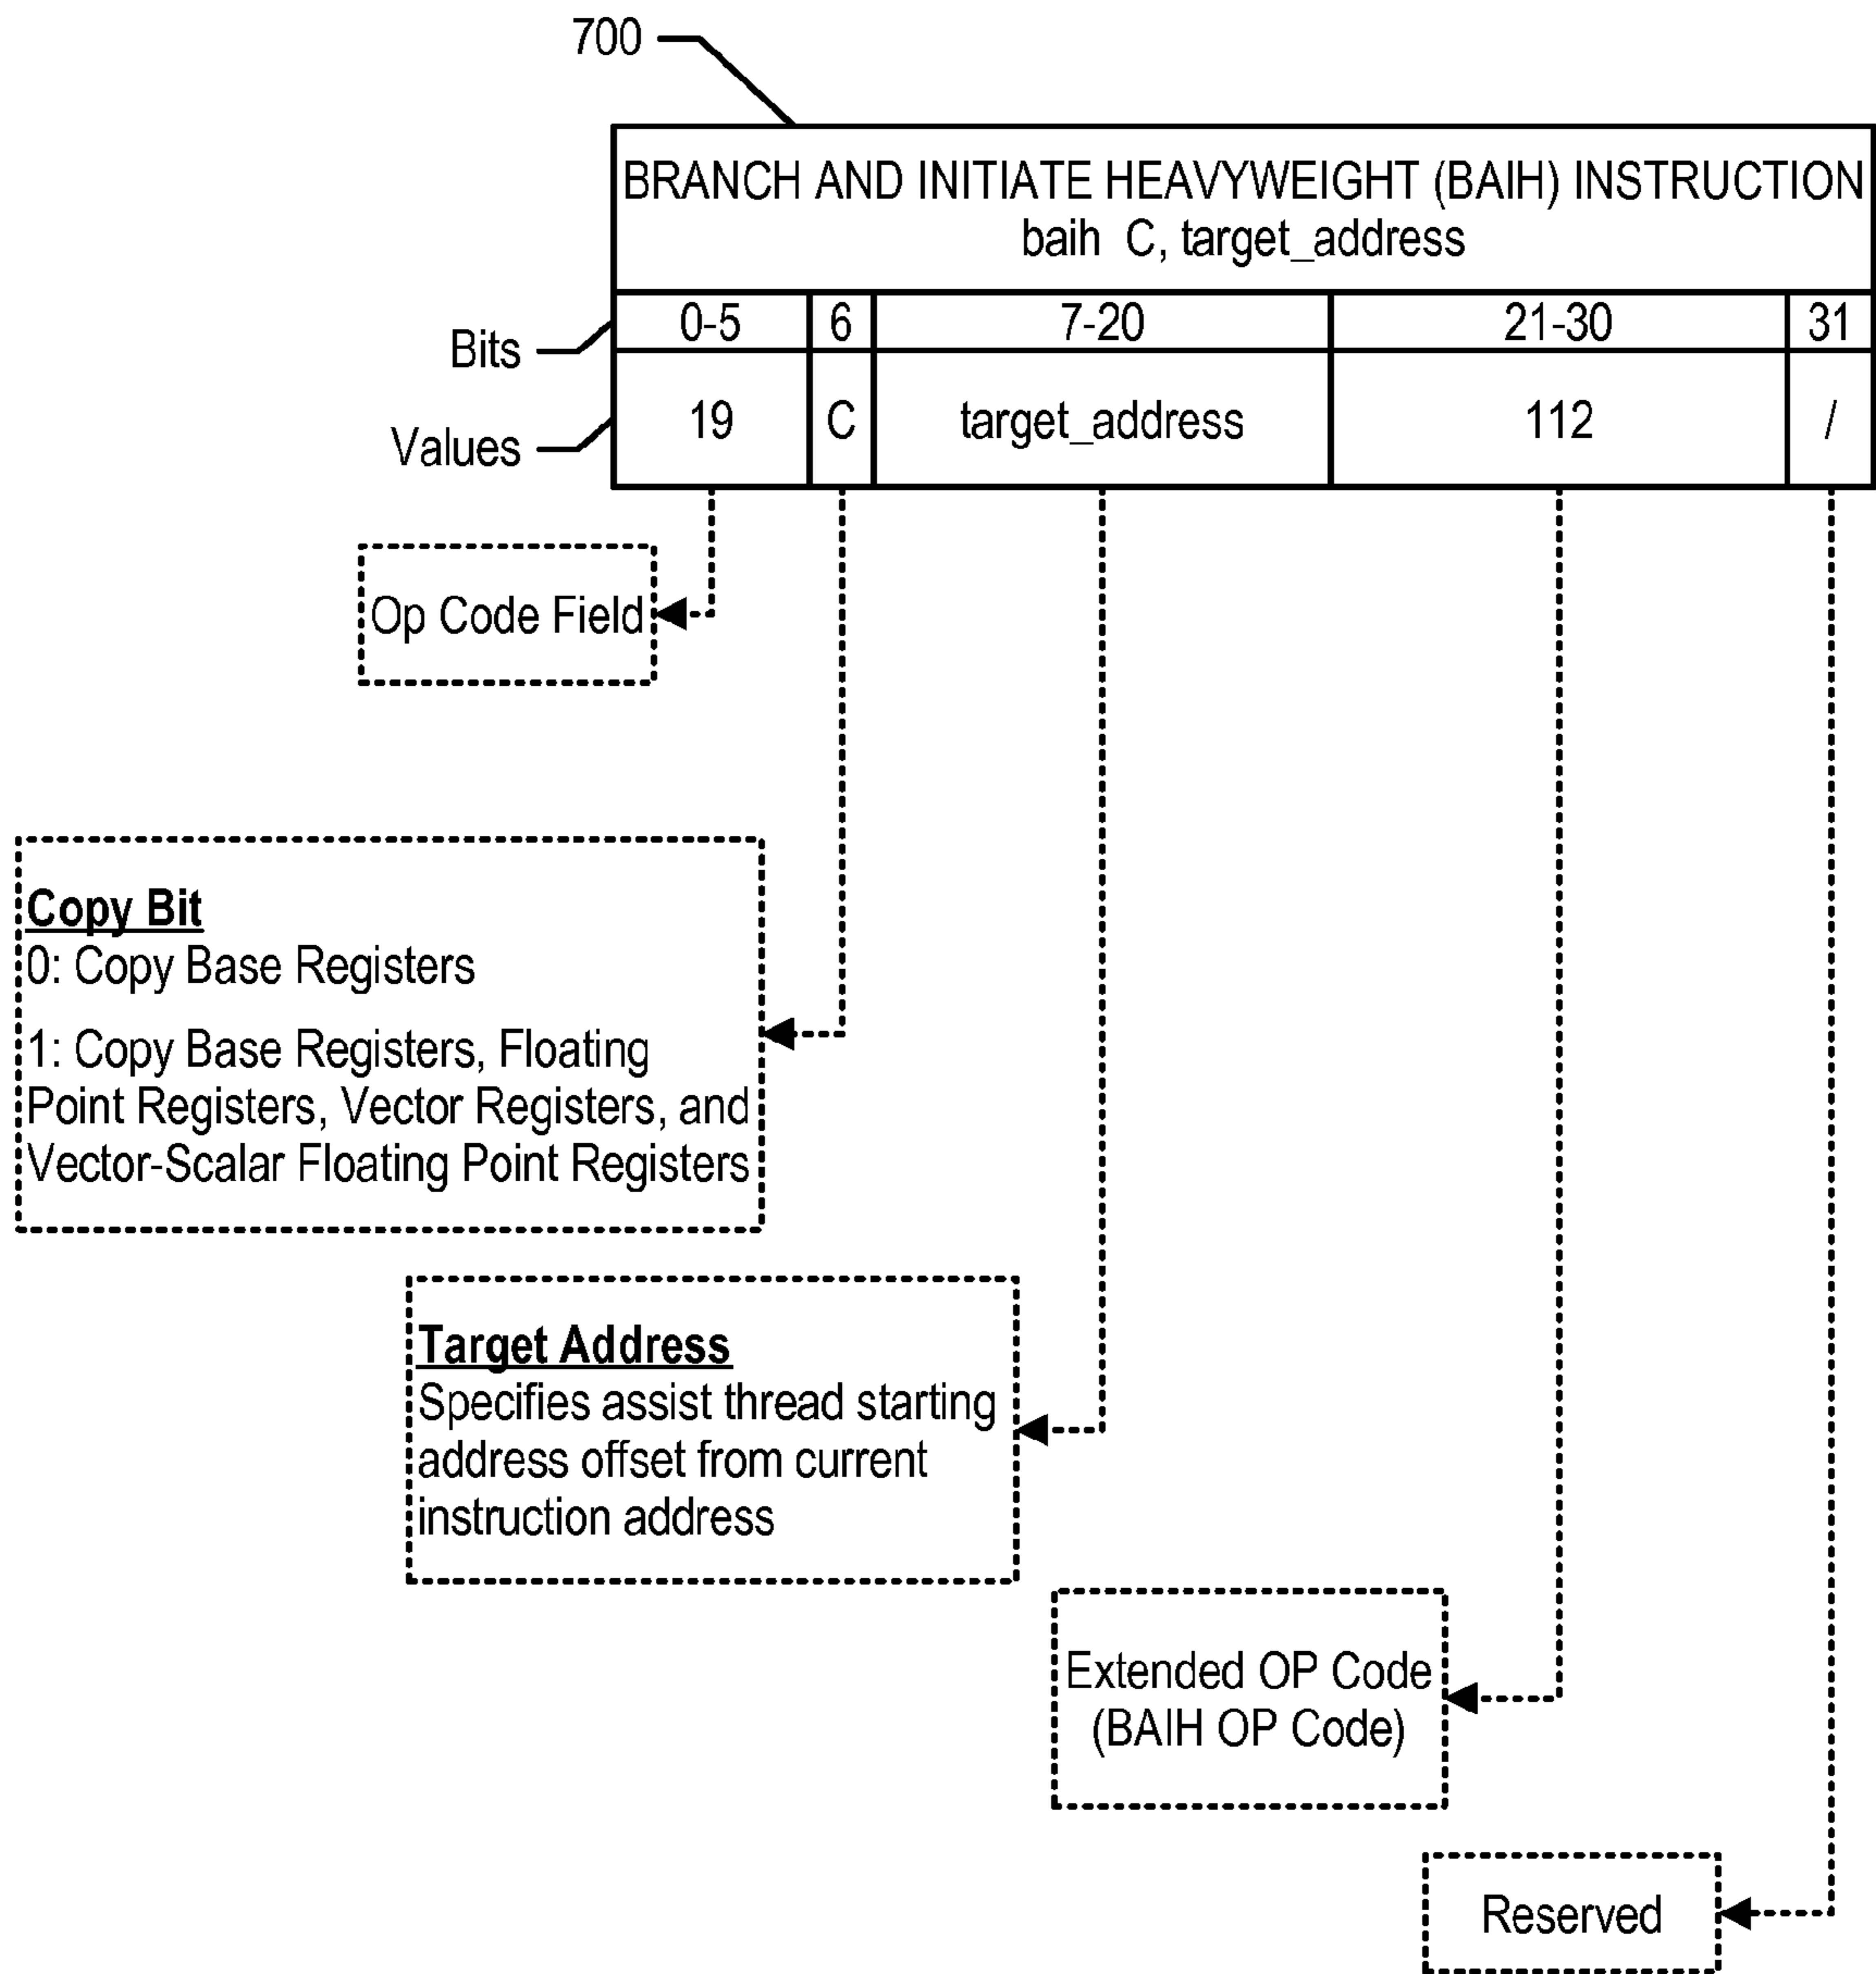 700
BRANCH AND INITIATE HEAVYWEIGHT (BAIH) INSTRUCTION
baih C, target_address
Bits
0-5 6 7-20 21-30 31
Values
19 C target_address 112 /
Op Code Field
Copy Bit
0: Copy Base Registers
1: Copy Base Registers, Floating
Point Registers, Vector Registers, and
Vector-Scalar Floating Point Registers
Target Address
Specifies assist thread starting
address offset from current
instruction address
Extended OP Code
(BAIH OP Code)
Reserved